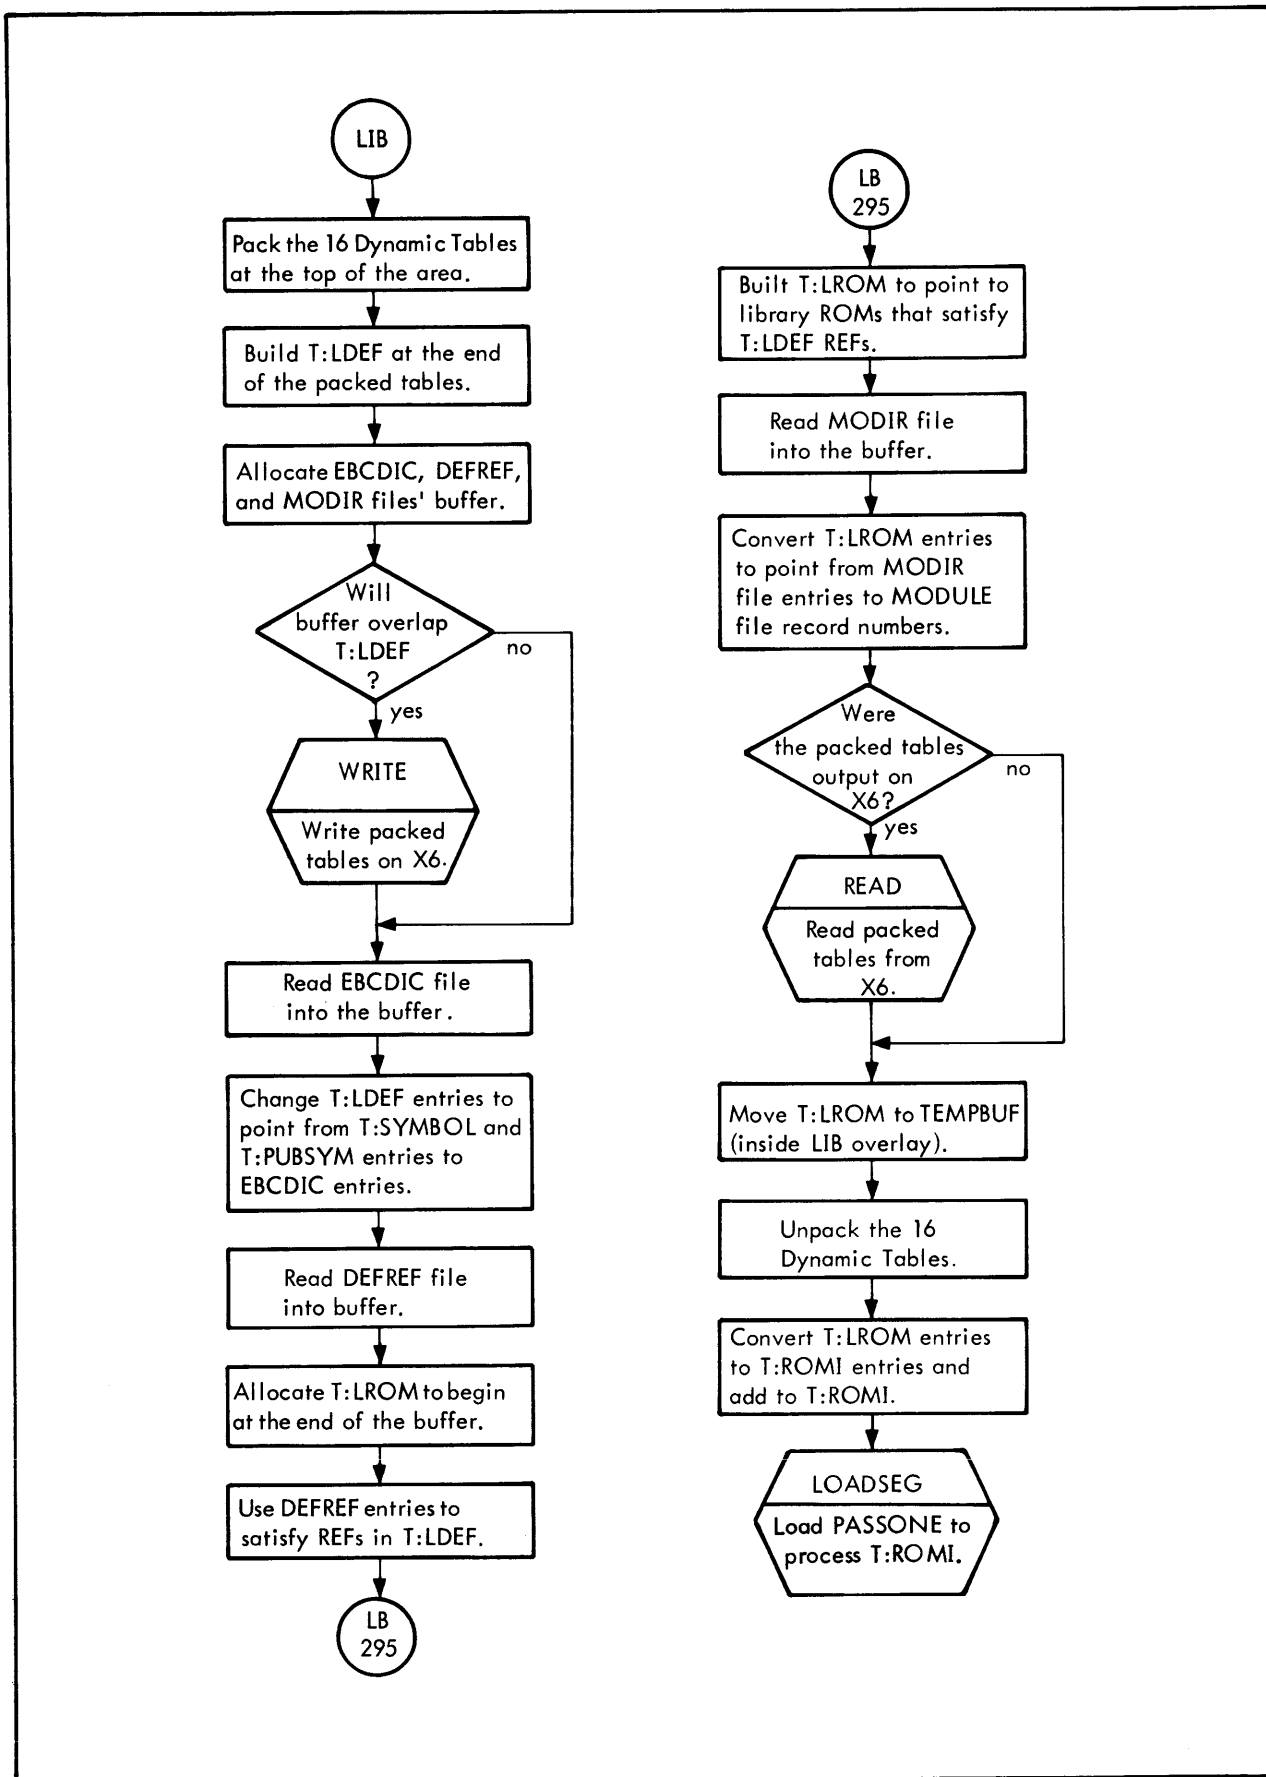 LIB
Pack the 16 Dynamic Tables
at the top of the area.
Build T:LDEF at the end
of the packed tables.
Allocate EBCDIC, DEFREF,
and MODIR files' buffer.
Will
buffer overlap
T:LDEF
?
no
yes
WRITE
Write packed
tables on X6.
Read EBCDIC file
into the buffer.
Change T:LDEF entries to
point from T:SYMBOL and
T:PUBSYM entries to
EBCDIC entries.
Read DEFREF file
into buffer.
Allocate T:LROM to begin
at the end of the buffer.
Use DEFREF entries to
satisfy REFs in T:LDEF.
LB
295
LB
295
Built T:LROM to point to
library ROMs that satisfy
T:LDEF REFs.
Read MODIR file
into the buffer.
Convert T:LROM entries
to point from MODIR
file entries to MODULE
file record numbers.
Were
the packed tables
output on
X6?
no
yes
READ
Read packed
tables from
X6.
Move T:LROM to TEMPBUF
(inside LIB overlay).
Unpack the 16
Dynamic Tables.
Convert T:LROM entries
to T:ROMI entries and
add to T:ROMI.
LOADSEG
Load PASSONE to
process T:ROMI.